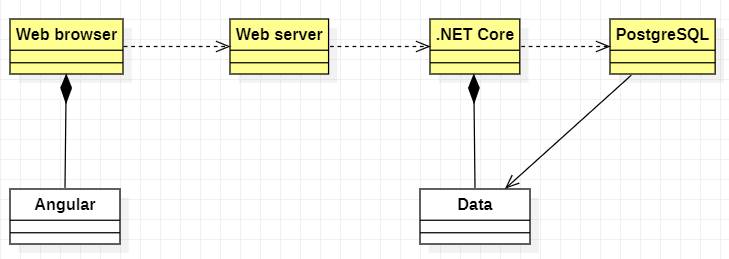 Web browser
Web server
.NET Core
PostgreSQL
Angular
Data